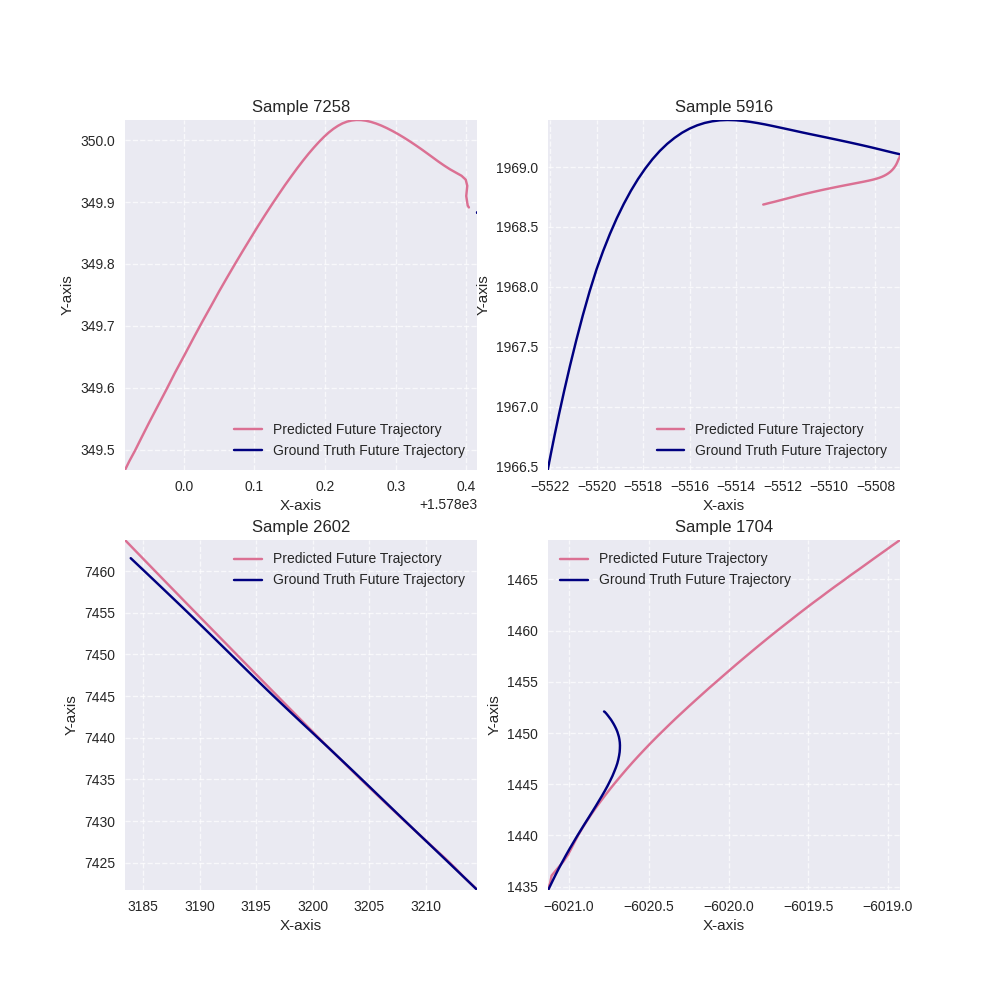 Sample 7258
350.0
349.9
349.8
349.7
349.6
349.5
Y-axis
Predicted Future Trajectory
Ground Truth Future Trajectory
0.0 0.1 0.2 0.3 0.4
X-axis
+1.578e3
Sample 5916
1969.0
1968.5
1968.0
1967.5
1967.0
1966.5
Y-axis
Predicted Future Trajectory
Ground Truth Future Trajectory
−5522 −5520 −5518 −5516 −5514 −5512 −5510 −5508
X-axis
Sample 2602
7460
7455
7450
7445
7440
7435
7430
7425
Y-axis
Predicted Future Trajectory
Ground Truth Future Trajectory
3185 3190 3195 3200 3205 3210
X-axis
Sample 1704
1465
1460
1455
1450
1445
1440
1435
Y-axis
Predicted Future Trajectory
Ground Truth Future Trajectory
−6021.0 −6020.5 −6020.0 −6019.5 −6019.0
X-axis